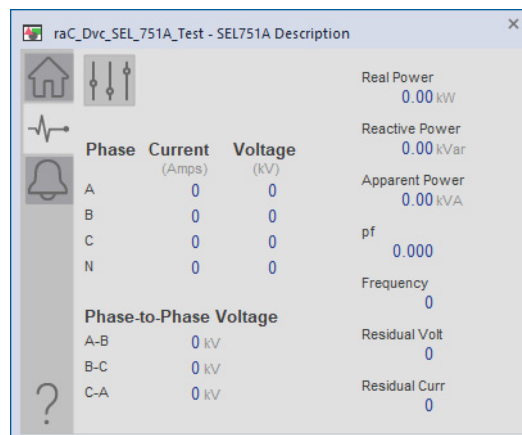 raC_Dvc_SEL_751A_Test - SEL751A Description
Phase Current Voltage
(Amps) (kV)
A 0 0
B 0 0
C 0 0
N 0 0
Phase-to-Phase Voltage
A-B 0 kV
B-C 0 kV
C-A 0 kV
?
Real Power
0.00 kW
Reactive Power
0.00 kVar
Apparent Power
0.00 kVA
pf
0.000
Frequency
0
Residual Volt
0
Residual Curr
0